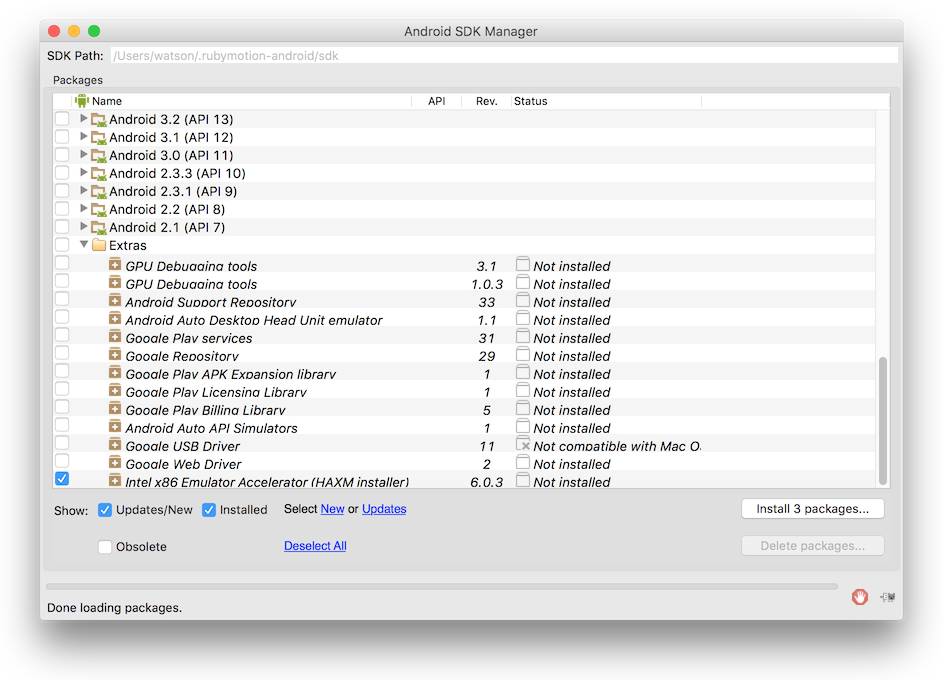 Android SDK Manager
SDK Path: /Users/watson/.rubymotion-android/sdk
Packages
Name API Rev. Status
Android 3.2 (API 13)
Android 3.1 (API 12)
Android 3.0 (API 11)
Android 2.3.3 (API 10)
Android 2.3.1 (API 9)
Android 2.2 (API 8)
Android 2.1 (API 7)
Extras
GPU Debugging tools 3.1 Not installed
GPU Debugging tools 1.0.3 Not installed
Android Support Repository 33 Not installed
Android Auto Desktop Head Unit emulator 1.1 Not installed
Google Play services 31 Not installed
Google Repository 29 Not installed
Google Play APK Expansion library 1 Not installed
Google Play Licensing Library 1 Not installed
Google Play Billing Library 5 Not installed
Android Auto API Simulators 1 Not installed
Google USB Driver 11 Not compatible with Mac O
Google Web Driver 2 Not installed
Intel x86 Emulator Accelerator (HAXM installer) 6.0.3 Not installed
Show: Updates/New Installed Select New or Updates Install 3 packages...
Obsolete Deselect All Delete packages...
Done loading packages.